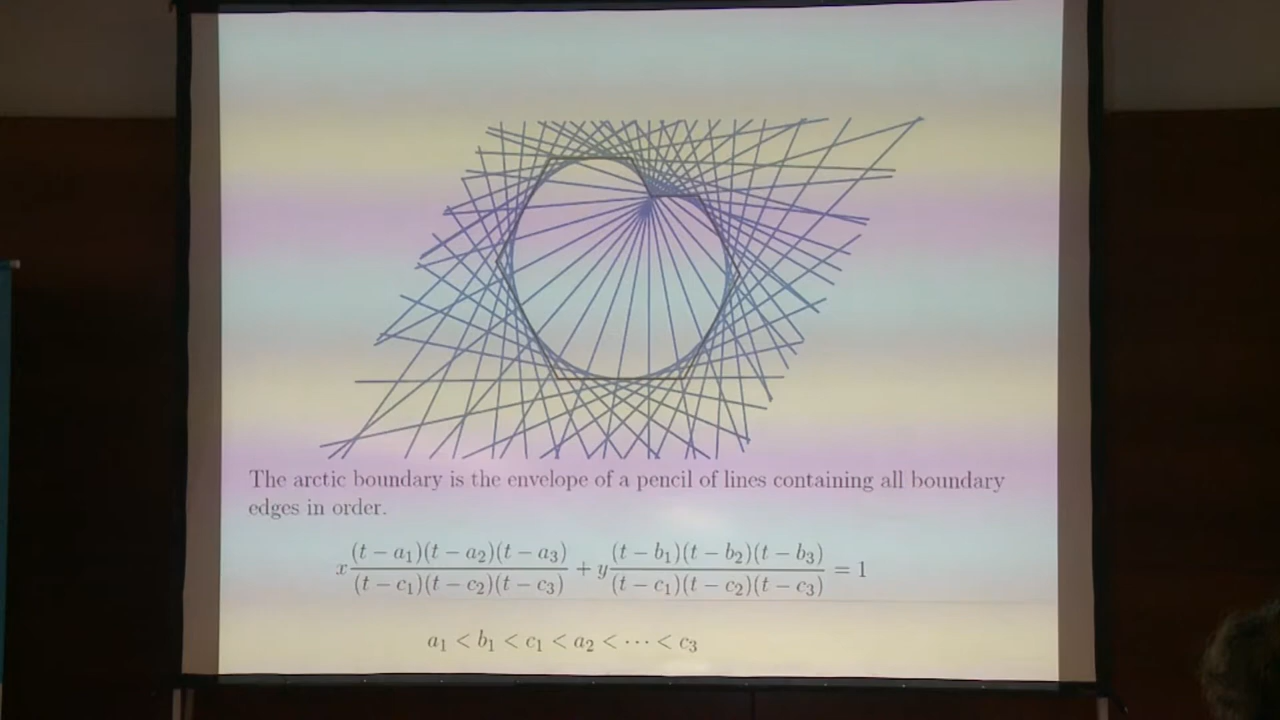 The arctic boundary is the envelope of a pencil of lines containing all boundary
edges in order.
x (t − a₁)(t − a₂)(t − a₃) / (t − c₁)(t − c₂)(t − c₃) + y (t − b₁)(t − b₂)(t − b₃) / (t − c₁)(t − c₂)(t − c₃) = 1
a₁ < b₁ < c₁ < a₂ < ⋯ < c₃